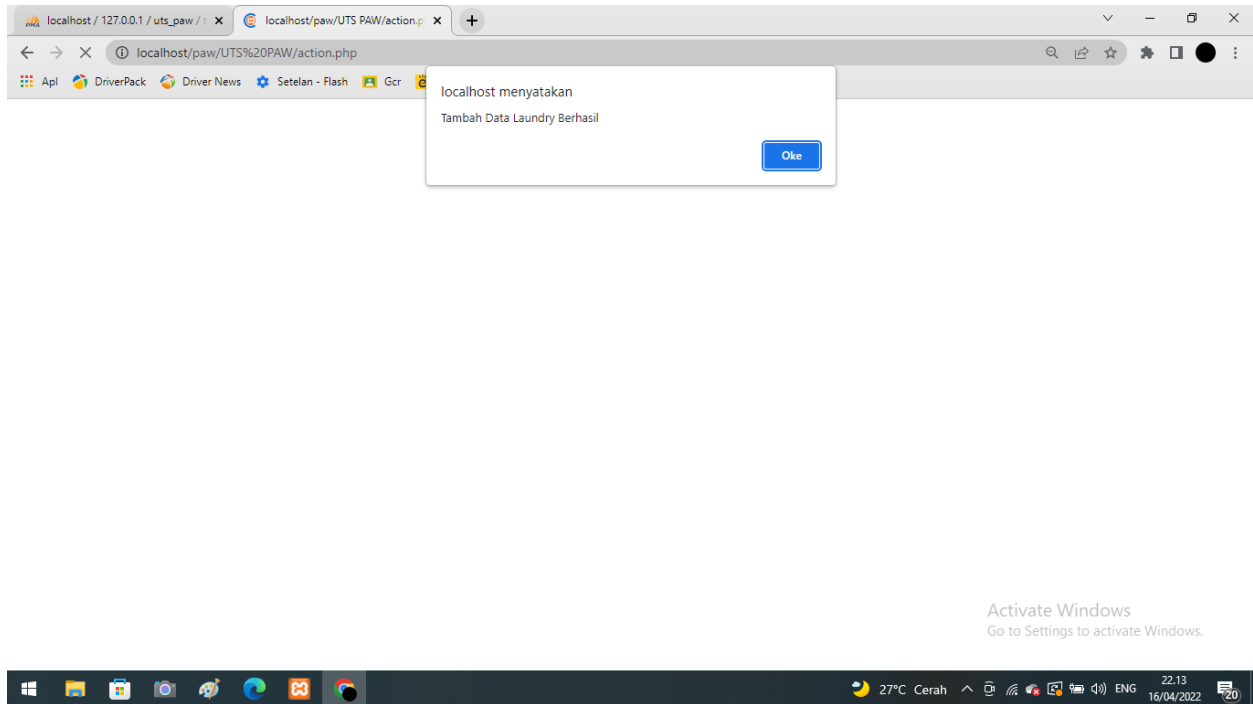 localhost / 127.0.0.1 / uts_paw / t
localhost/paw/UTS PAW/action.p
localhost/paw/UTS%20PAW/action.php
Apl
DriverPack
Driver News
Setelan - Flash
Gcr
localhost menyatakan
Tambah Data Laundry Berhasil
Oke
Activate Windows
Go to Settings to activate Windows.
27°C Cerah
ENG
22.13
16/04/2022
20